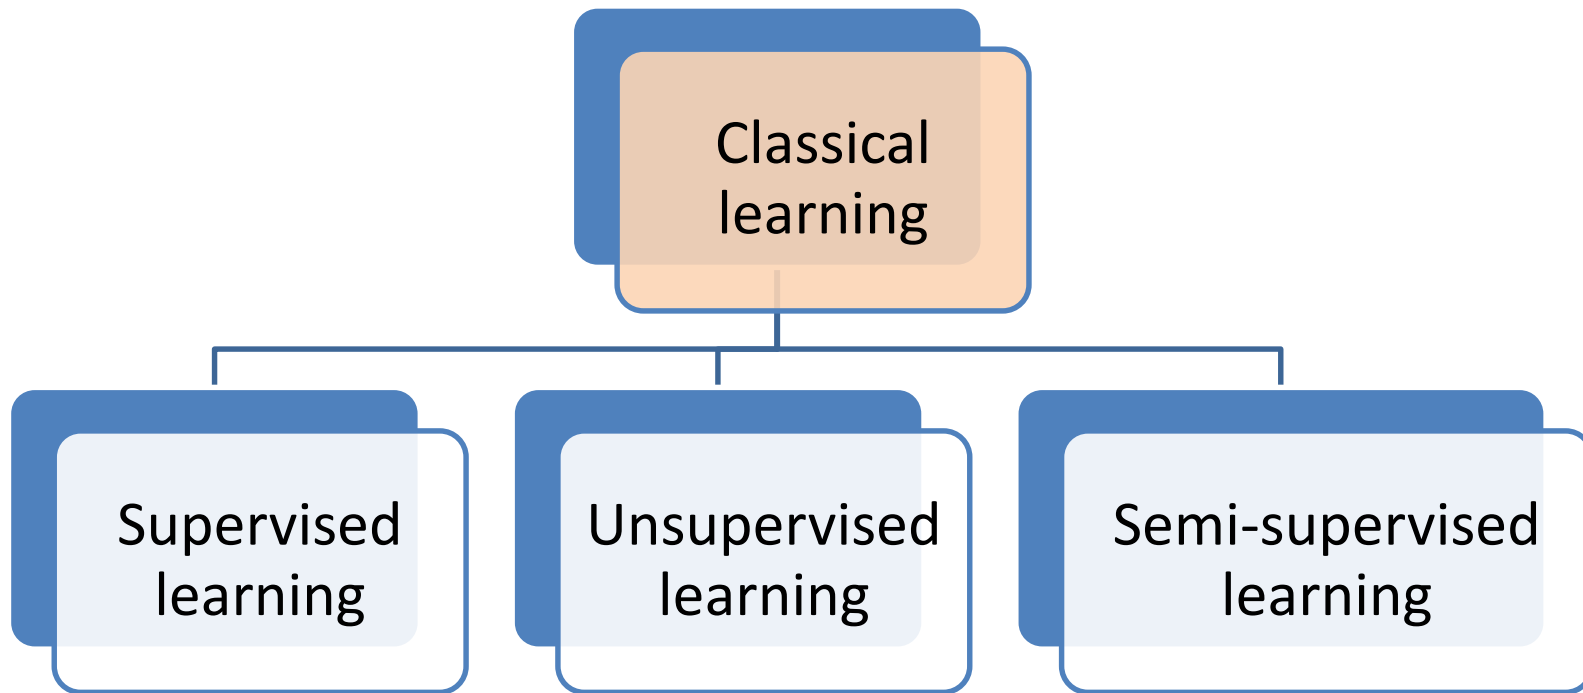 Classical
learning
Supervised
learning
Unsupervised
learning
Semi-supervised
learning